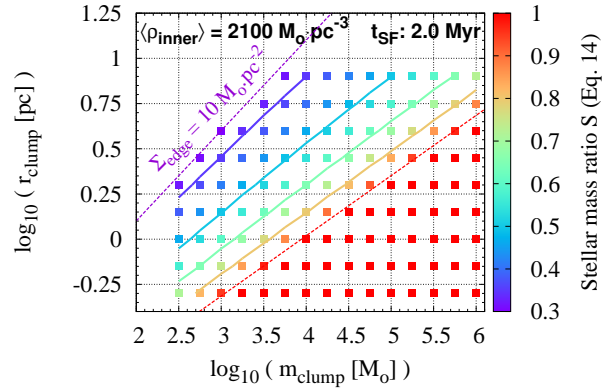 ⟨ρinner⟩ = 2100 Mo.pc-3 tSF: 2.0 Myr
Σedge = 10 Mo.pc-2
1.25
1
0.75
0.5
0.25
0
-0.25
log10 ( rclump [pc] )
2 2.5 3 3.5 4 4.5 5 5.5 6
log10 ( mclump [Mo] )
1
0.9
0.8
0.7
0.6
0.5
0.4
0.3
Stellar mass ratio S (Eq. 14)